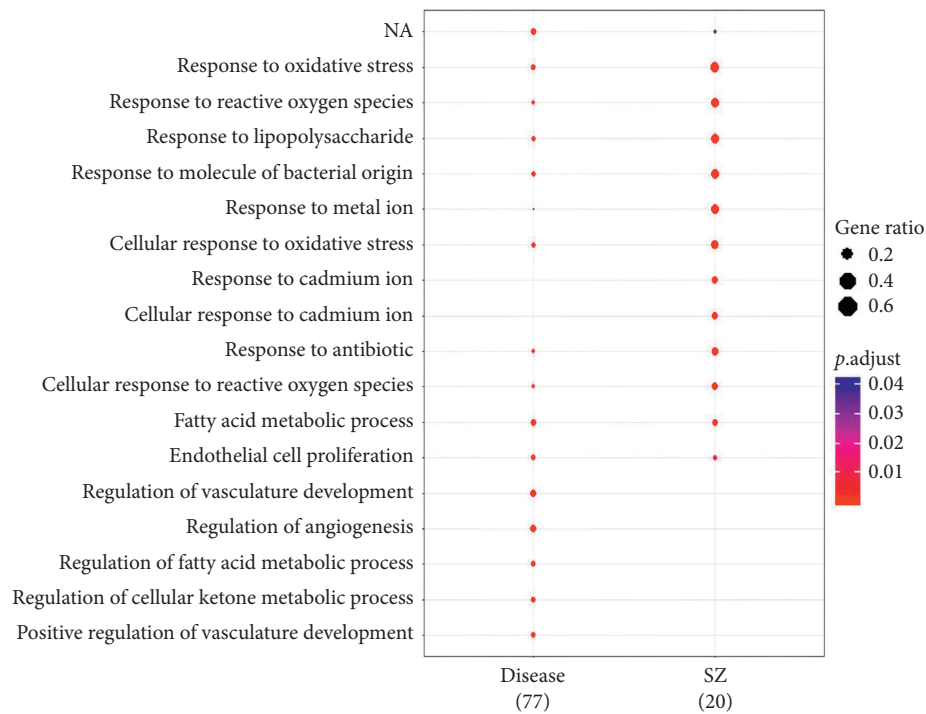 NA
Response to oxidative stress
Response to reactive oxygen species
Response to lipopolysaccharide
Response to molecule of bacterial origin
Response to metal ion
Cellular response to oxidative stress
Response to cadmium ion
Cellular response to cadmium ion
Response to antibiotic
Cellular response to reactive oxygen species
Fatty acid metabolic process
Endothelial cell proliferation
Regulation of vasculature development
Regulation of angiogenesis
Regulation of fatty acid metabolic process
Regulation of cellular ketone metabolic process
Positive regulation of vasculature development
Disease
(77)
SZ
(20)
Gene ratio
0.2
0.4
0.6
p.adjust
0.04
0.03
0.02
0.01